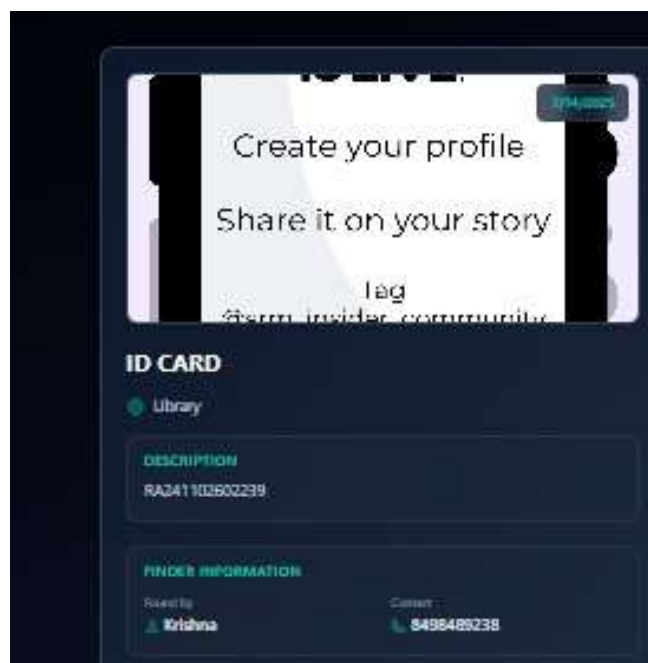 Create your profile
Share it on your story
Tag
ID CARD
Library
DESCRIPTION
RA241102602239
FINDER INFORMATION
Found by
Contact
Krishna
8498489238